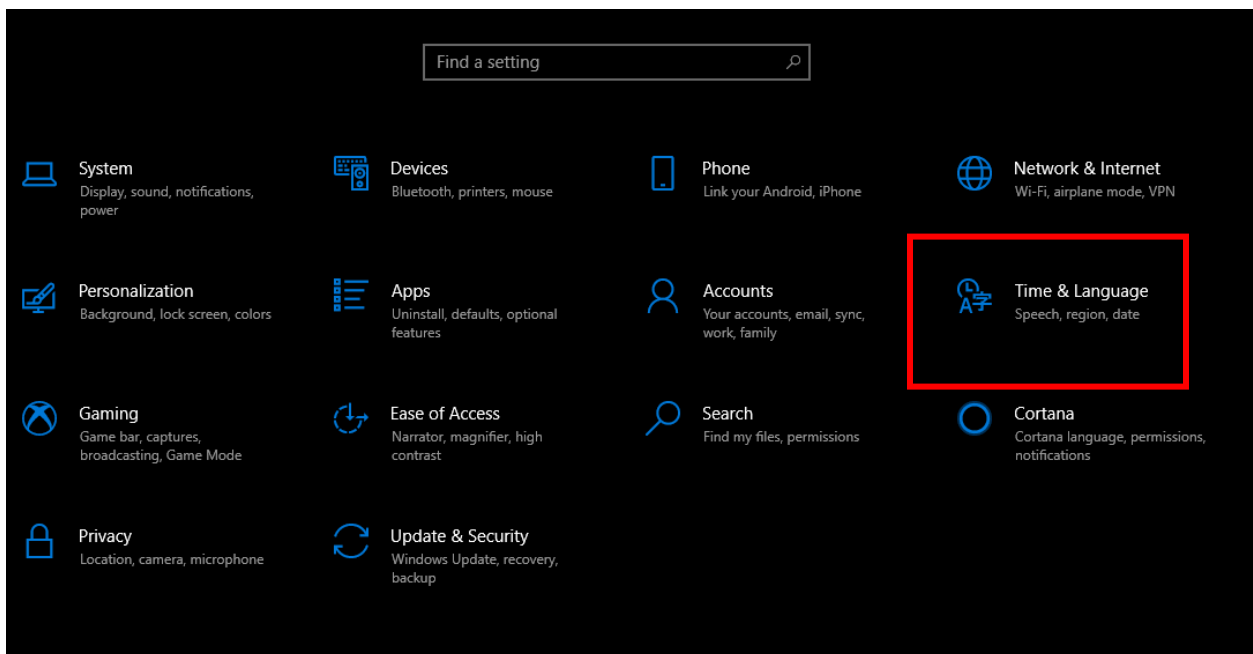 Find a setting
System
Display, sound, notifications,
power
Devices
Bluetooth, printers, mouse
Phone
Link your Android, iPhone
Network & Internet
Wi-Fi, airplane mode, VPN
Personalization
Background, lock screen, colors
Apps
Uninstall, defaults, optional
features
Accounts
Your accounts, email, sync,
work, family
A字
Time & Language
Speech, region, date
Gaming
Game bar, captures,
broadcasting, Game Mode
Ease of Access
Narrator, magnifier, high
contrast
Search
Find my files, permissions
Cortana
Cortana language, permissions,
notifications
Privacy
Location, camera, microphone
Update & Security
Windows Update, recovery,
backup